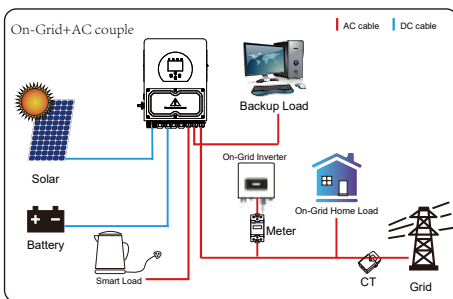 On-Grid+AC couple
AC cable
DC cable
Backup Load
On-Grid Inverter
Solar
On-Grid Home Load
Meter
Battery
Smart Load
CT
Grid